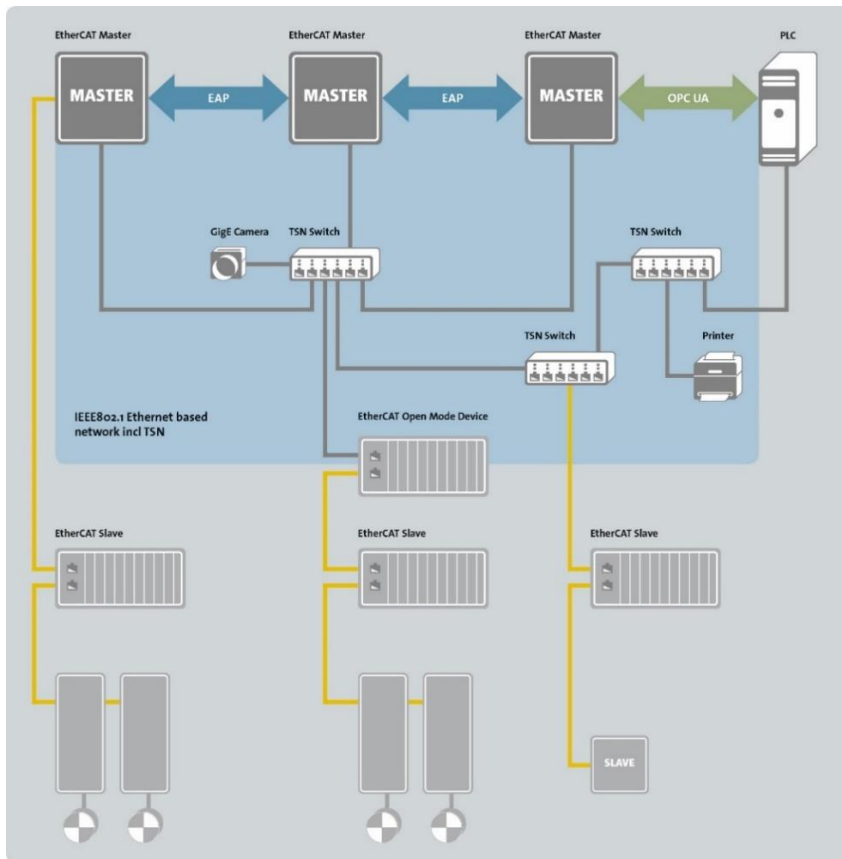 EtherCAT Master
EtherCAT Master
EtherCAT Master
PLC
MASTER
EAP
MASTER
EAP
MASTER
OPC UA
GigE Camera
TSN Switch
TSN Switch
TSN Switch
Printer
IEEE802.1 Ethernet based
network incl TSN
EtherCAT Open Mode Device
EtherCAT Slave
EtherCAT Slave
EtherCAT Slave
SLAVE